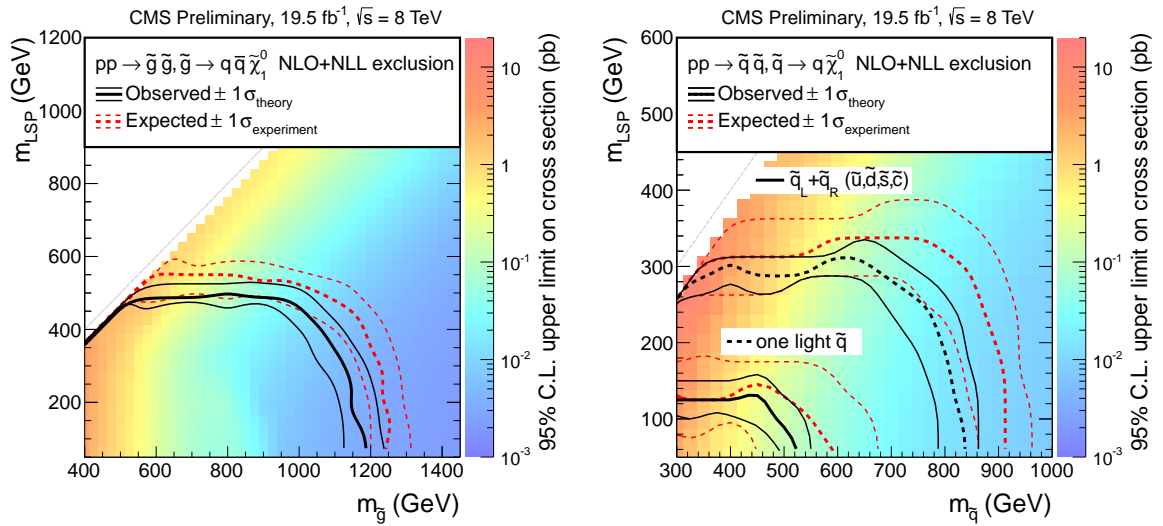 CMS Preliminary, 19.5 fb⁻¹, √s = 8 TeV
m_LSP (GeV)
1200
1000
800
600
400
200
pp → g̃ g̃, g̃ → q q̄ χ̃₁⁰ NLO+NLL exclusion
Observed ± 1σ_theory
Expected ± 1σ_experiment
400 600 800 1000 1200 1400
m_g̃ (GeV)
10
1
10⁻¹
10⁻²
10⁻³
95% C.L. upper limit on cross section (pb)
CMS Preliminary, 19.5 fb⁻¹, √s = 8 TeV
m_LSP (GeV)
600
500
400
300
200
100
pp → q̃ q̃, q̃ → q χ̃₁⁰ NLO+NLL exclusion
Observed ± 1σ_theory
Expected ± 1σ_experiment
q̃_L + q̃_R (ũ,d̃,s̃,c̃)
one light q̃
300 400 500 600 700 800 900 1000
m_q̃ (GeV)
10
1
10⁻¹
10⁻²
10⁻³
95% C.L. upper limit on cross section (pb)